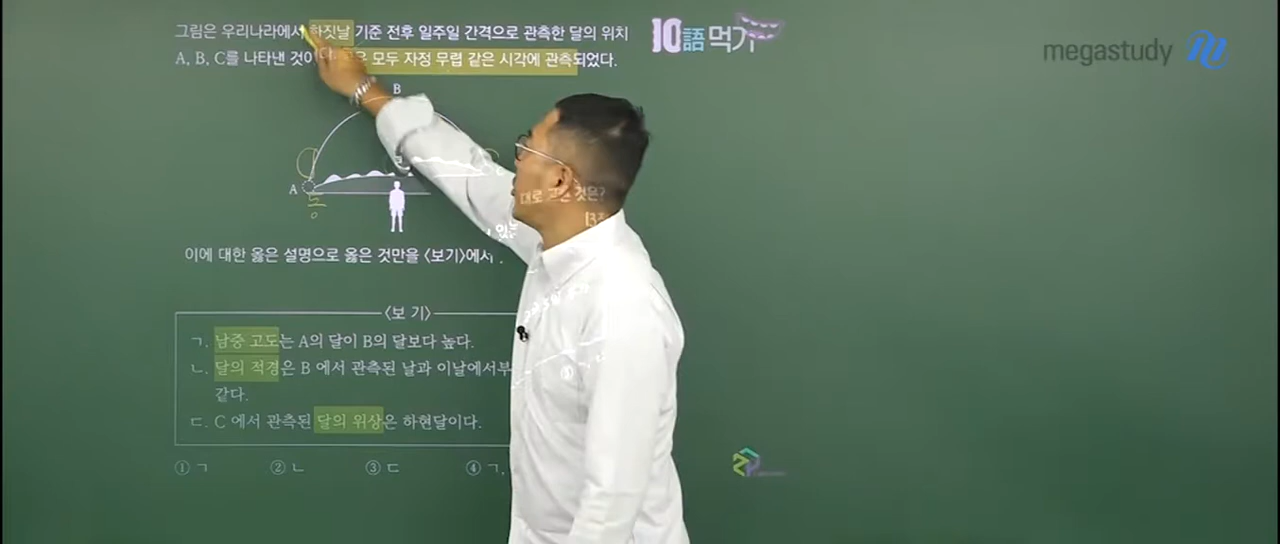 그림은 우리나라에서 하짓날 기준 전후 일주일 간격으로 관측한 달의 위치
A, B, C를 나타낸 것이 모두 자정 무렵 같은 시각에 관측되었다.
10語먹기
megastudy
B
A
동
이에 대한 옳은 설명으로 옳은 것만을 <보기>에서
대로 고른 것은?
<보 기>
ㄱ. 남중 고도는 A의 달이 B의 달보다 높다.
ㄴ. 달의 적경은 B 에서 관측된 날과 이날에서부
같다.
ㄷ. C 에서 관측된 달의 위상은 하현달이다.
① ㄱ ② ㄴ ③ ㄷ ④ ㄱ,